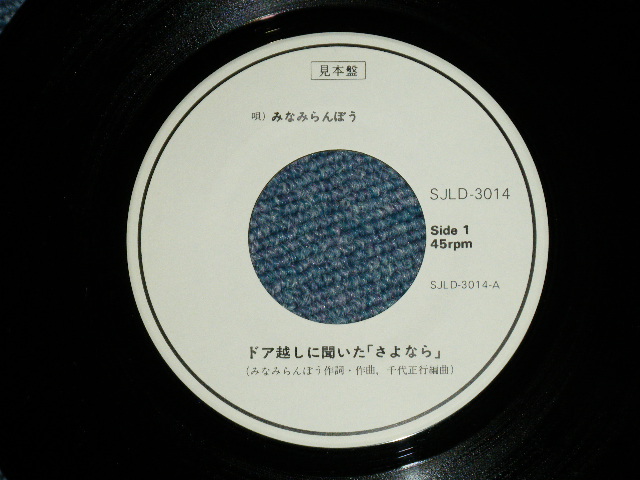 見本盤
唄) みなみらんぼう
SJLD-3014
Side 1
45rpm
SJLD-3014-A
ドア越しに聞いた「さよなら」
(みなみらんぼう作詞・作曲, 千代正行編曲)